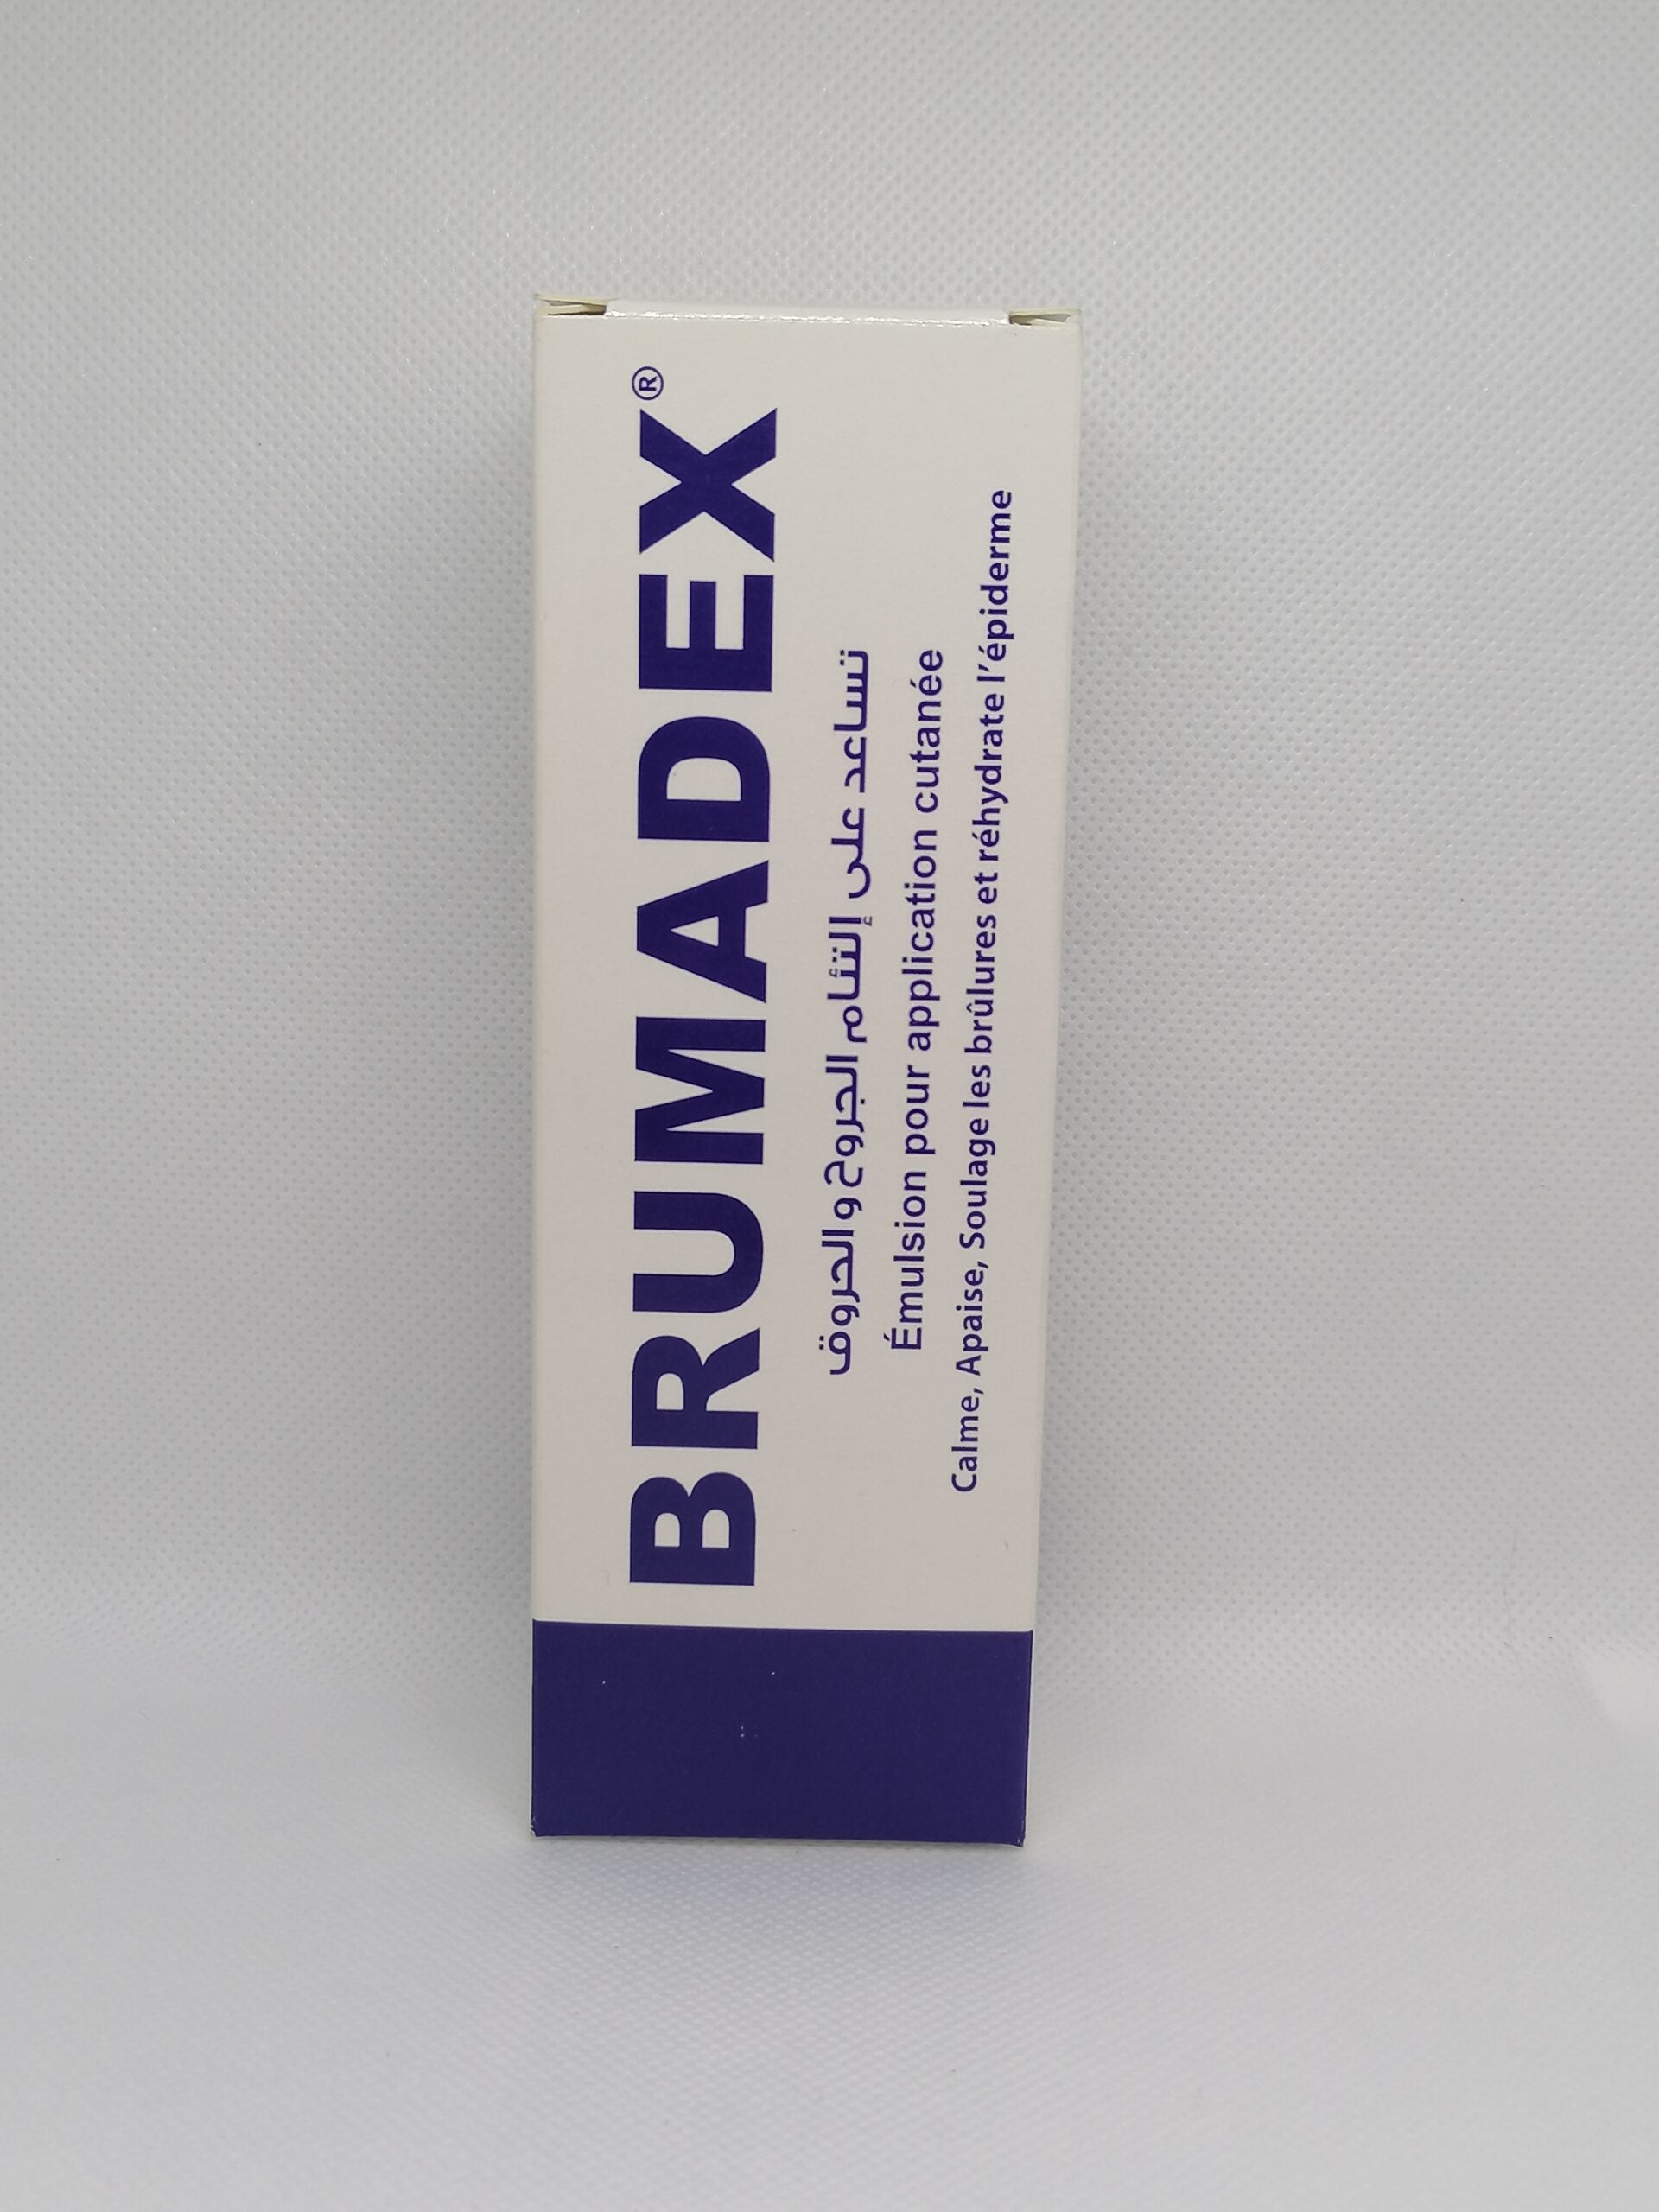 BRUMADEX®
تساعد على إلتئام الجروح و الحروق
Émulsion pour application cutanée
Calme, Apaise, Soulage les brûlures et réhydrate l'épiderme